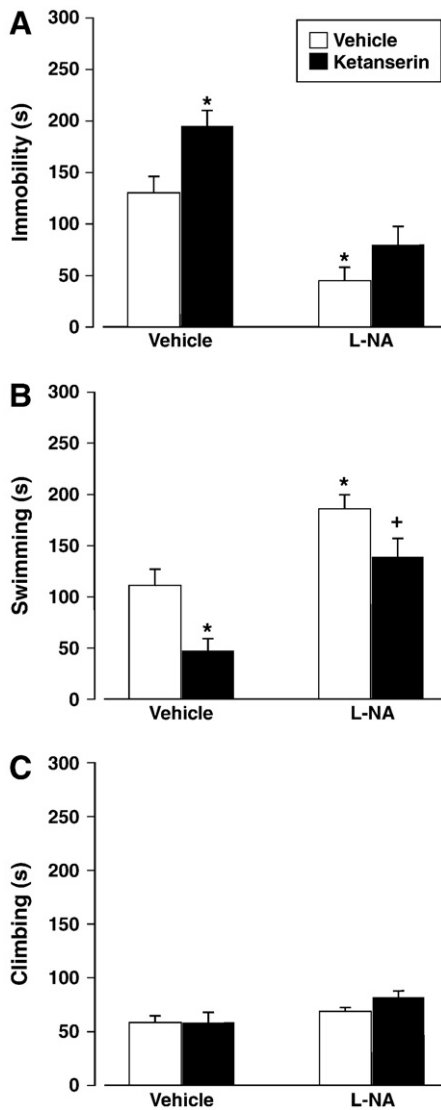 A
300
250
200
150
100
50
0
Immobility (s)
Vehicle
Ketanserin
*
*
Vehicle L-NA
B
300
250
200
150
100
50
0
Swimming (s)
*
*
+
Vehicle L-NA
C
300
250
200
150
100
50
0
Climbing (s)
Vehicle L-NA